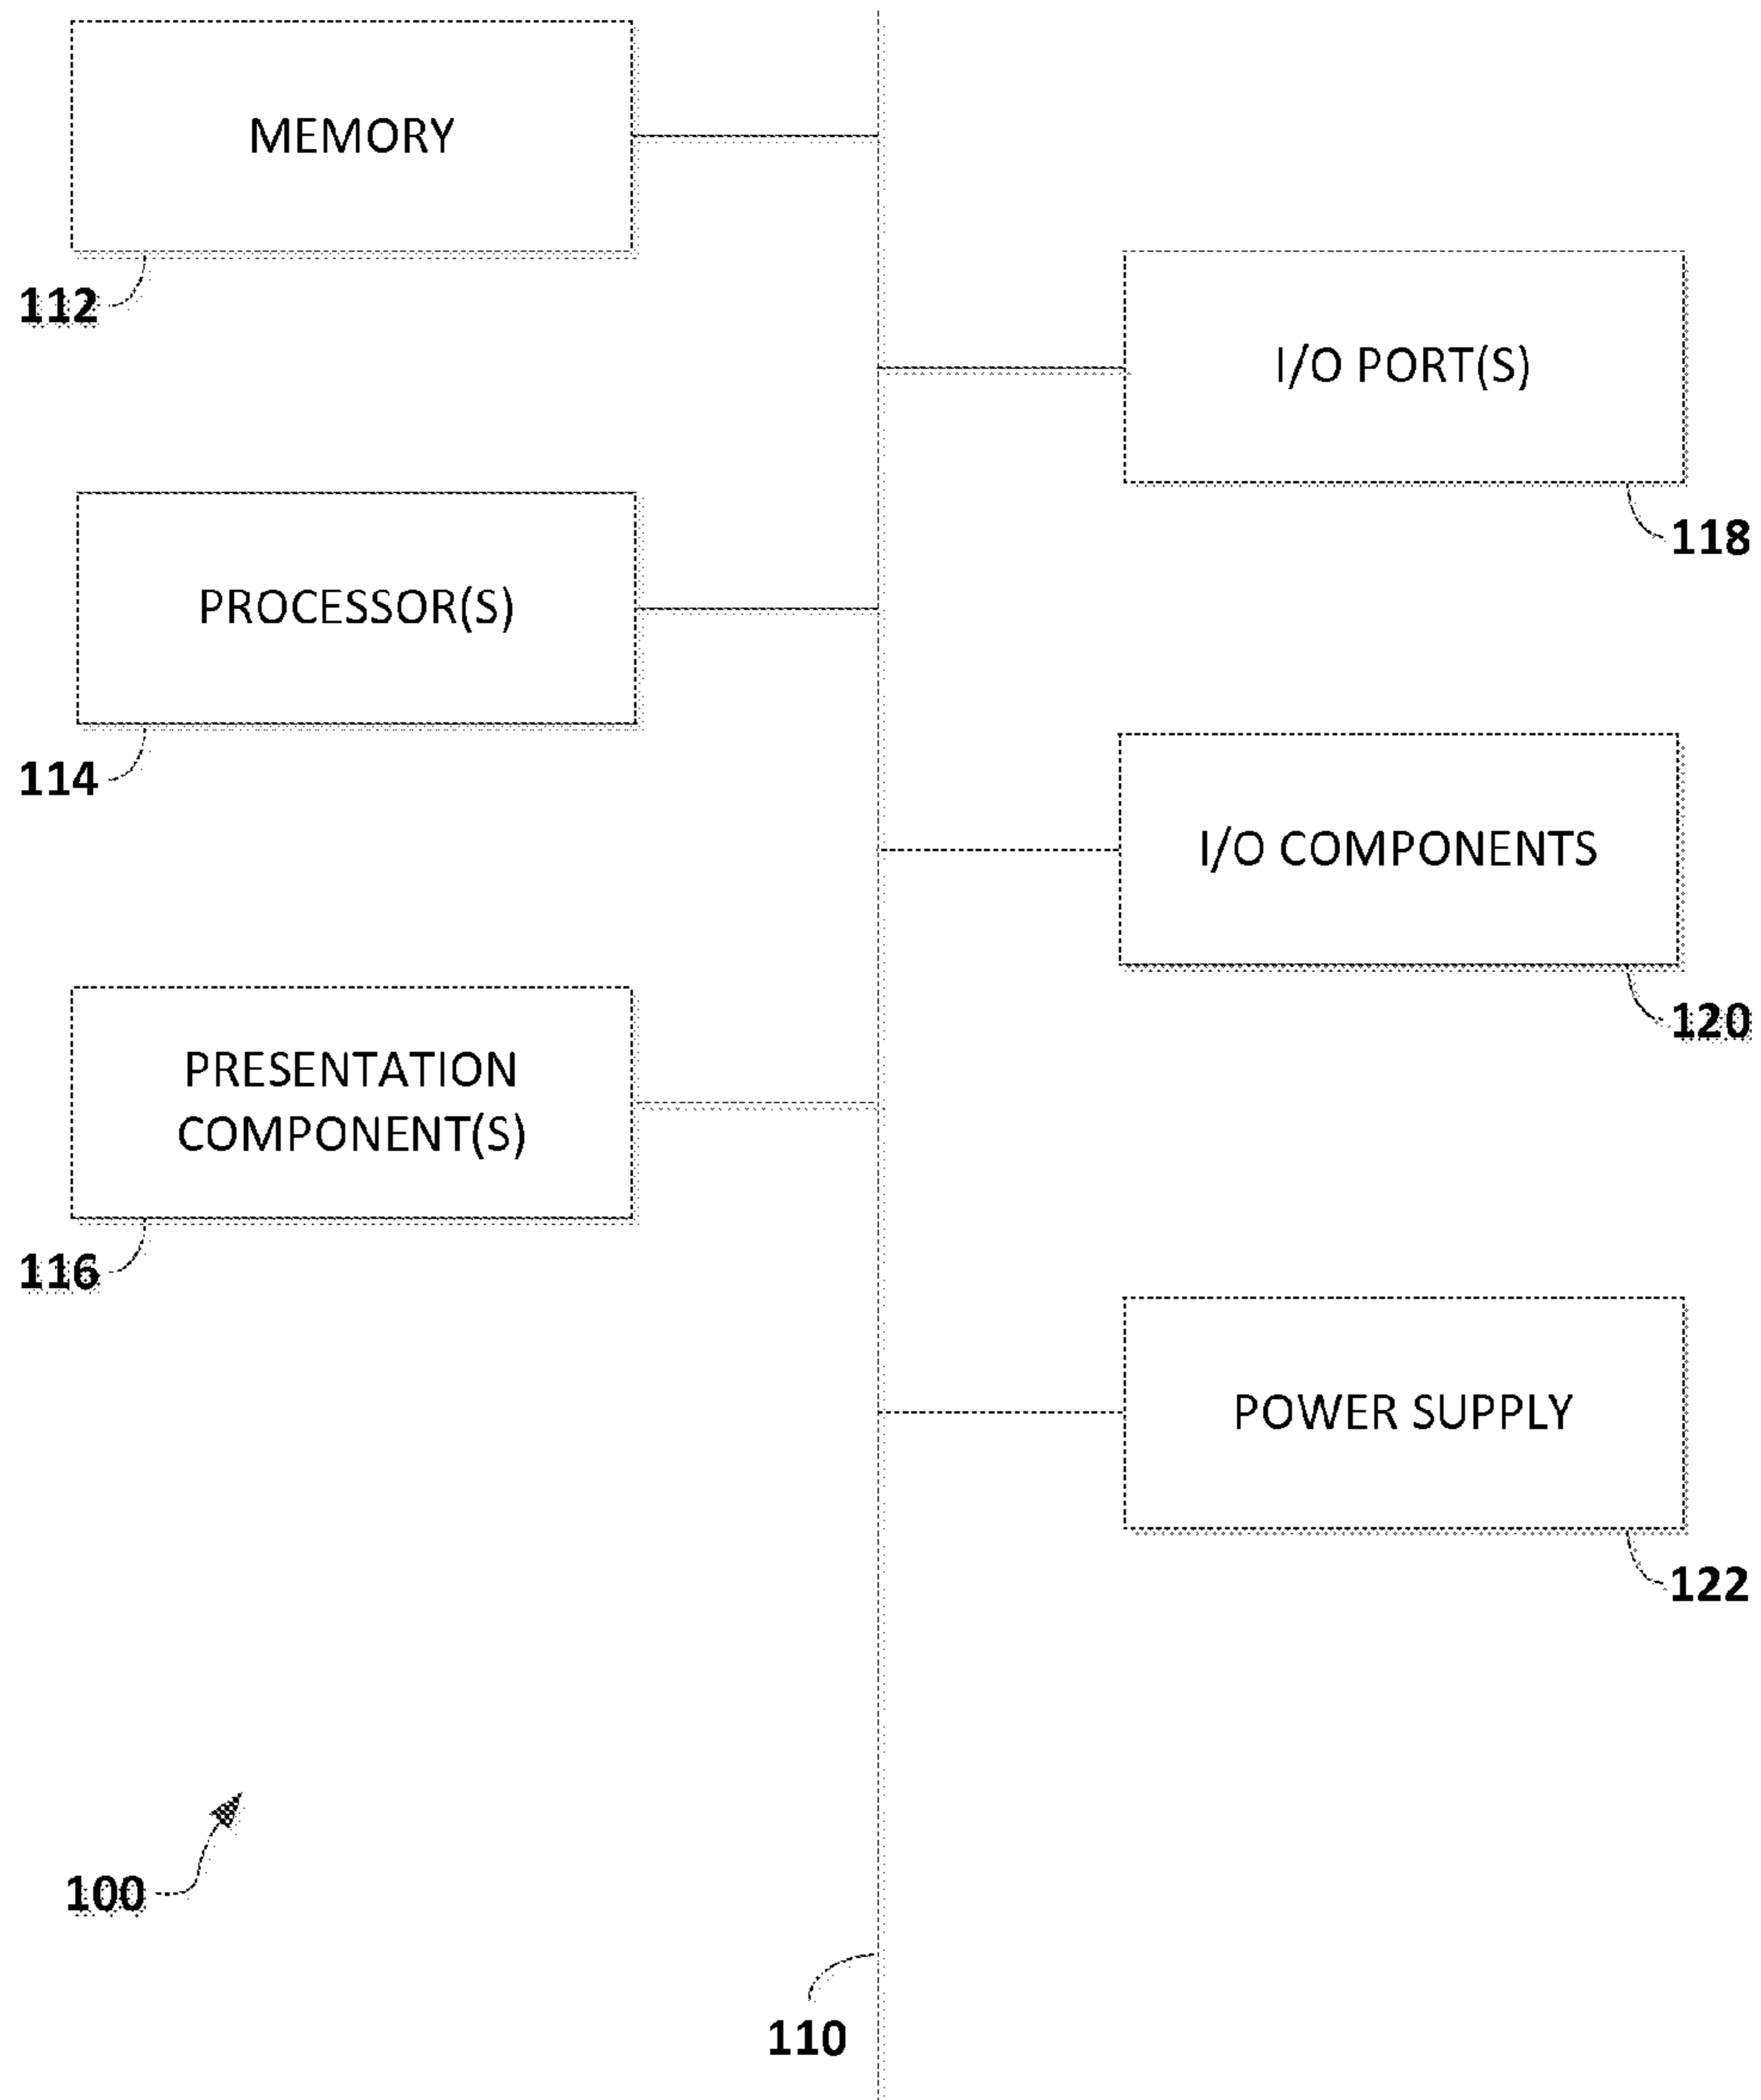 MEMORY
112
I/O PORT(S)
118
PROCESSOR(S)
114
I/O COMPONENTS
120
PRESENTATION
COMPONENT(S)
116
POWER SUPPLY
122
100
110